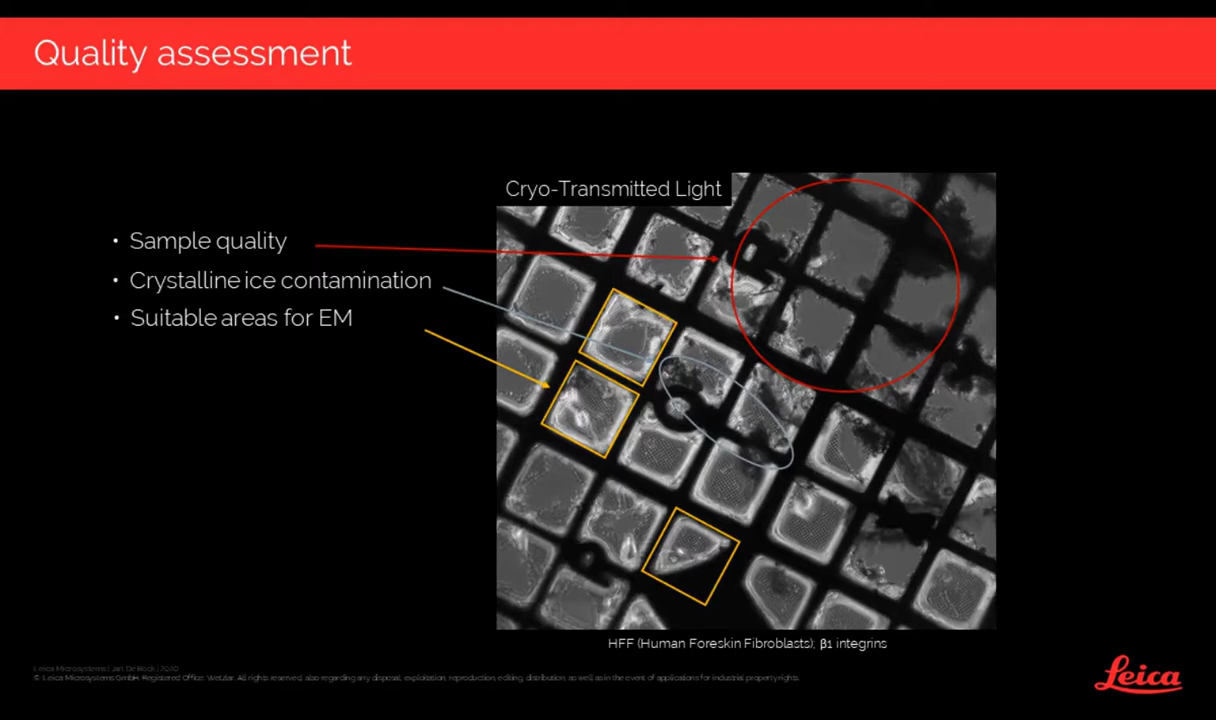 Quality assessment
Cryo-Transmitted Light
• Sample quality
• Crystalline ice contamination
• Suitable areas for EM
HFF (Human Foreskin Fibroblasts); β1 integrins
Leica Microsystems | Jan De Bock | 2020
© Leica Microsystems GmbH. Registered Office: Wetzlar. All rights reserved, also regarding any disposal, exploitation, reproduction, editing, distribution, as well as in the event of applications for industrial property rights.
Leica